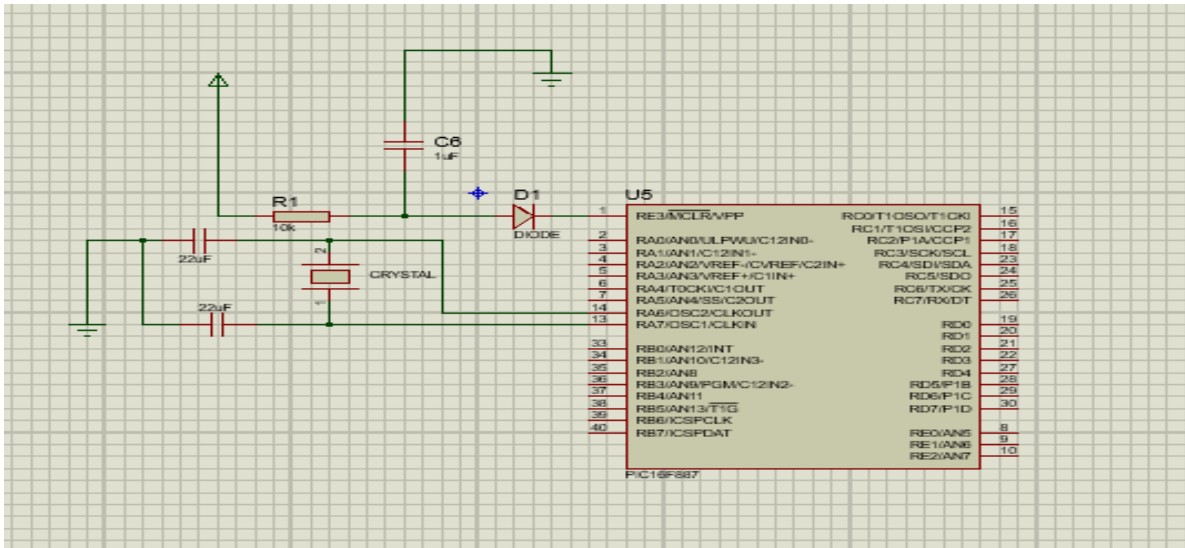 C6
1uF
R1
10k
D1
DIODE
22uF
2
CRYSTAL
1
22uF
U5
1 RE3/MCLR/VPP
2 RA0/AN0/ULPWU/C12IN0-
3 RA1/AN1/C12IN1-
4 RA2/AN2/VREF-/CVREF/C2IN+
5 RA3/AN3/VREF+/C1IN+
6 RA4/T0CKI/C1OUT
7 RA5/AN4/SS/C2OUT
14 RA6/OSC2/CLKOUT
13 RA7/OSC1/CLKIN
33 RB0/AN12/INT
34 RB1/AN10/C12IN3-
35 RB2/AN8
36 RB3/AN9/PGM/C12IN2-
37 RB4/AN11
38 RB5/AN13/T1G
39 RB6/ICSPCLK
40 RB7/ICSPDAT
RC0/T1OSO/T1CKI 15
RC1/T1OSI/CCP2 16
RC2/P1A/CCP1 17
RC3/SCK/SCL 18
RC4/SDI/SDA 23
RC5/SDO 24
RC6/TX/CK 25
RC7/RX/DT 26
RD0 19
RD1 20
RD2 21
RD3 22
RD4 27
RD5/P1B 28
RD6/P1C 29
RD7/P1D 30
RE0/AN5 8
RE1/AN6 9
RE2/AN7 10
PIC16F887